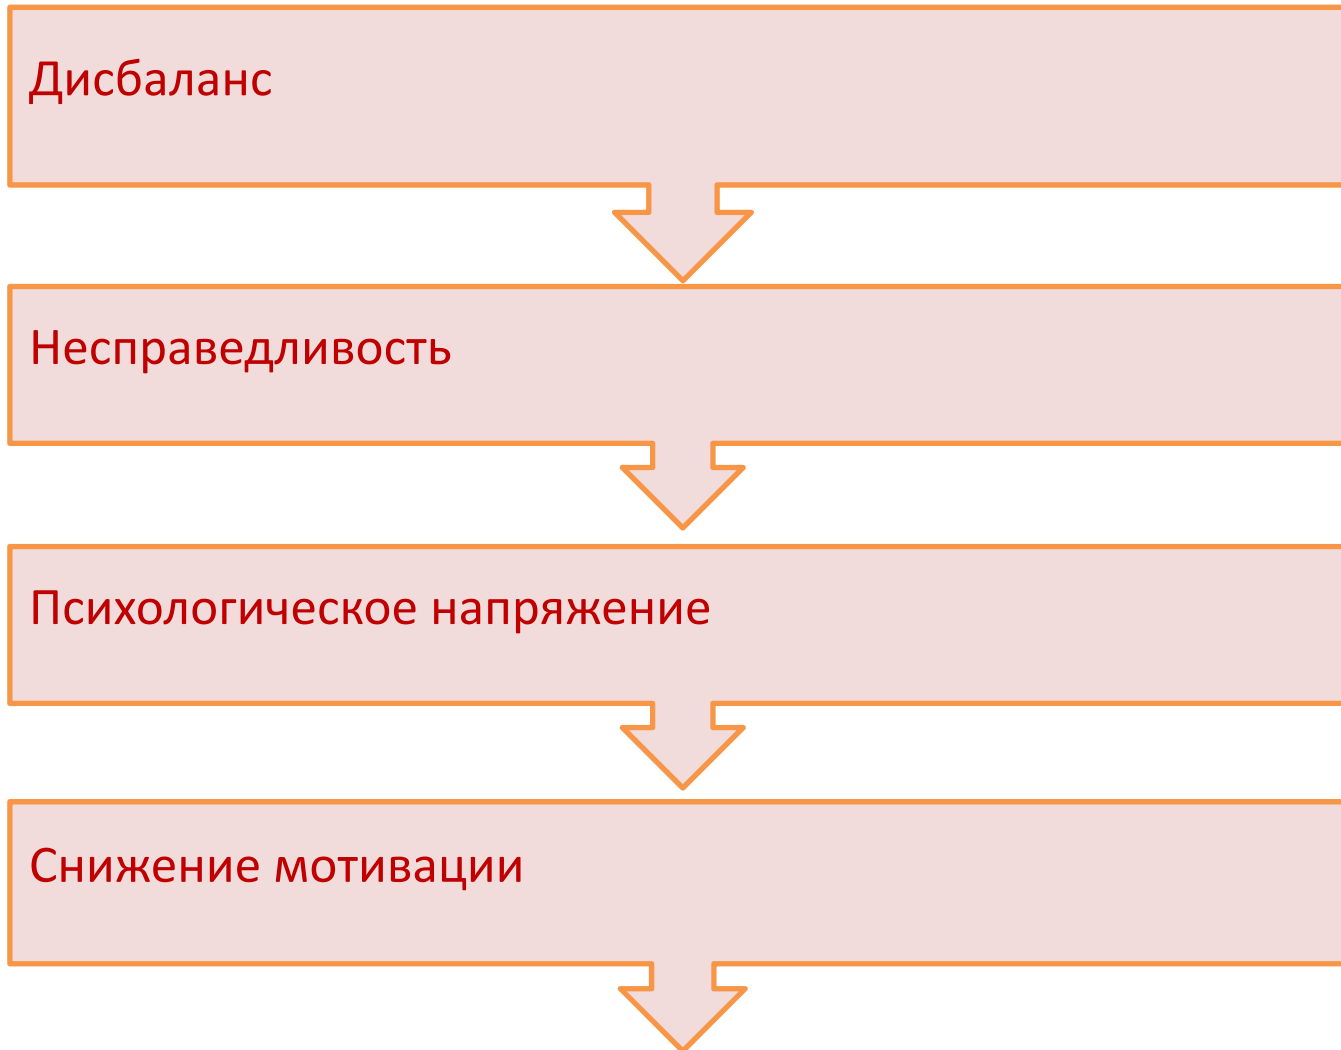 Дисбаланс
Несправедливость
Психологическое напряжение
Снижение мотивации